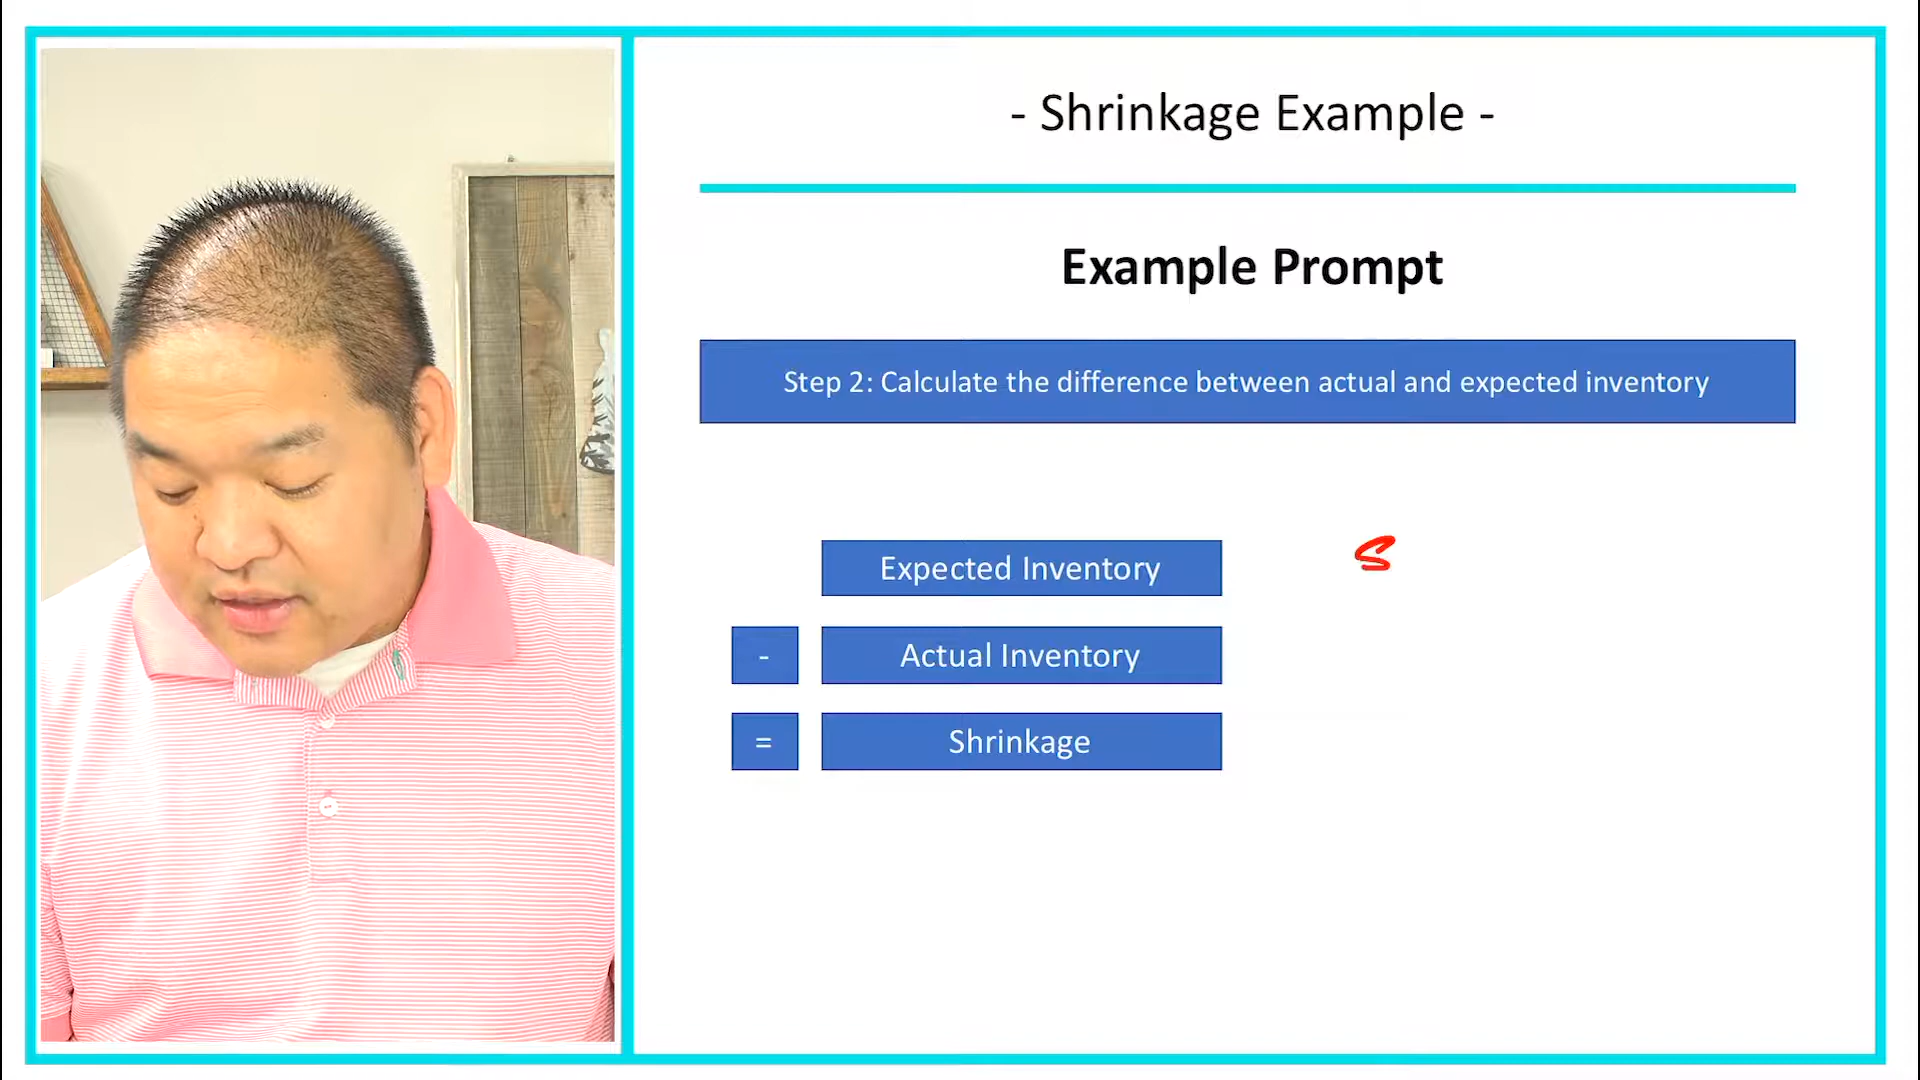 - Shrinkage Example -
Example Prompt
Step 2: Calculate the difference between actual and expected inventory
Expected Inventory
S
- Actual Inventory
= Shrinkage